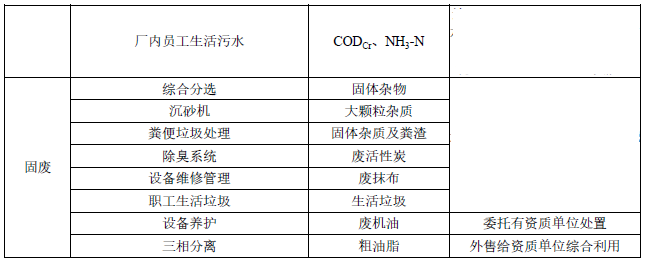 厂内员工生活污水 CODCr、NH3-N
固废
综合分选 固体杂物
沉砂机 大颗粒杂质
粪便垃圾处理 固体杂质及粪渣
除臭系统 废活性炭
设备维修管理 废抹布
职工生活垃圾 生活垃圾
设备养护 废机油 委托有资质单位处置
三相分离 粗油脂 外售给资质单位综合利用